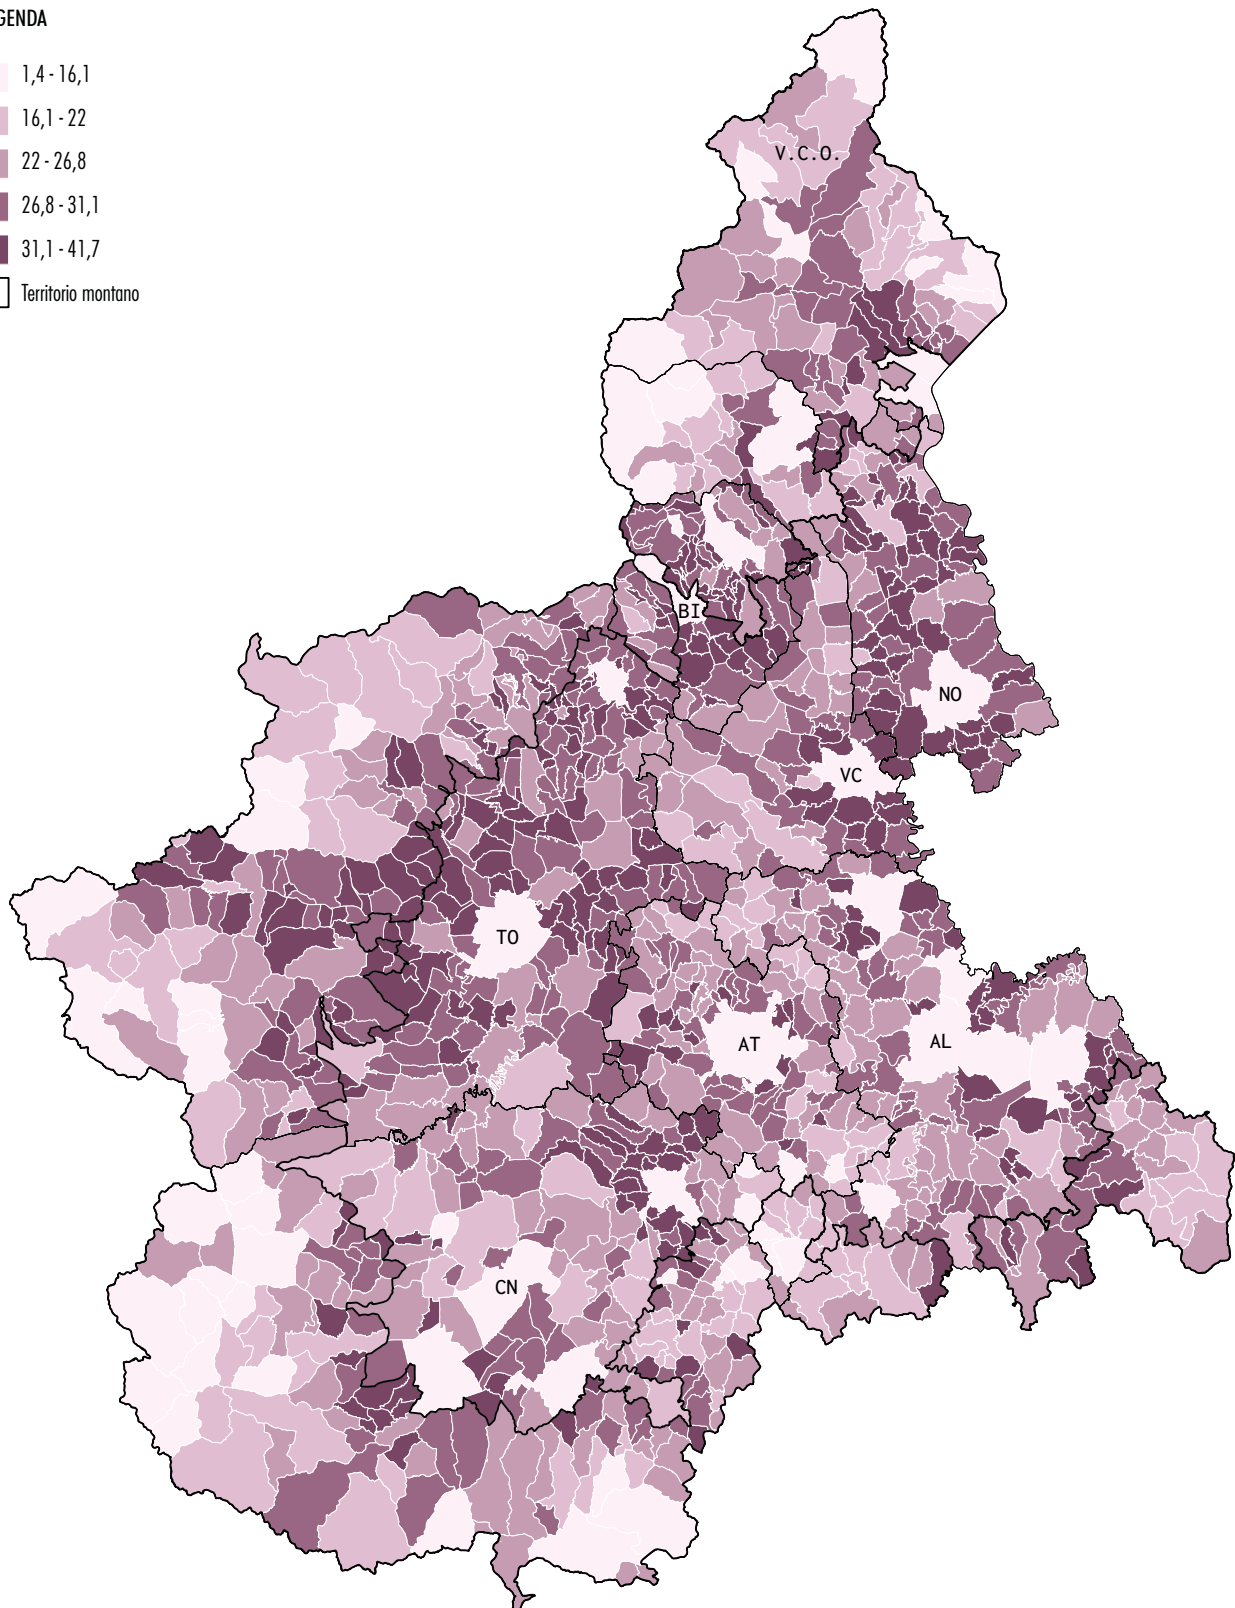 GENDA
1,4 - 16,1
16,1 - 22
22 - 26,8
26,8 - 31,1
31,1 - 41,7
Territorio montano
V.C.O.
BI
NO
VC
TO
AT
AL
CN